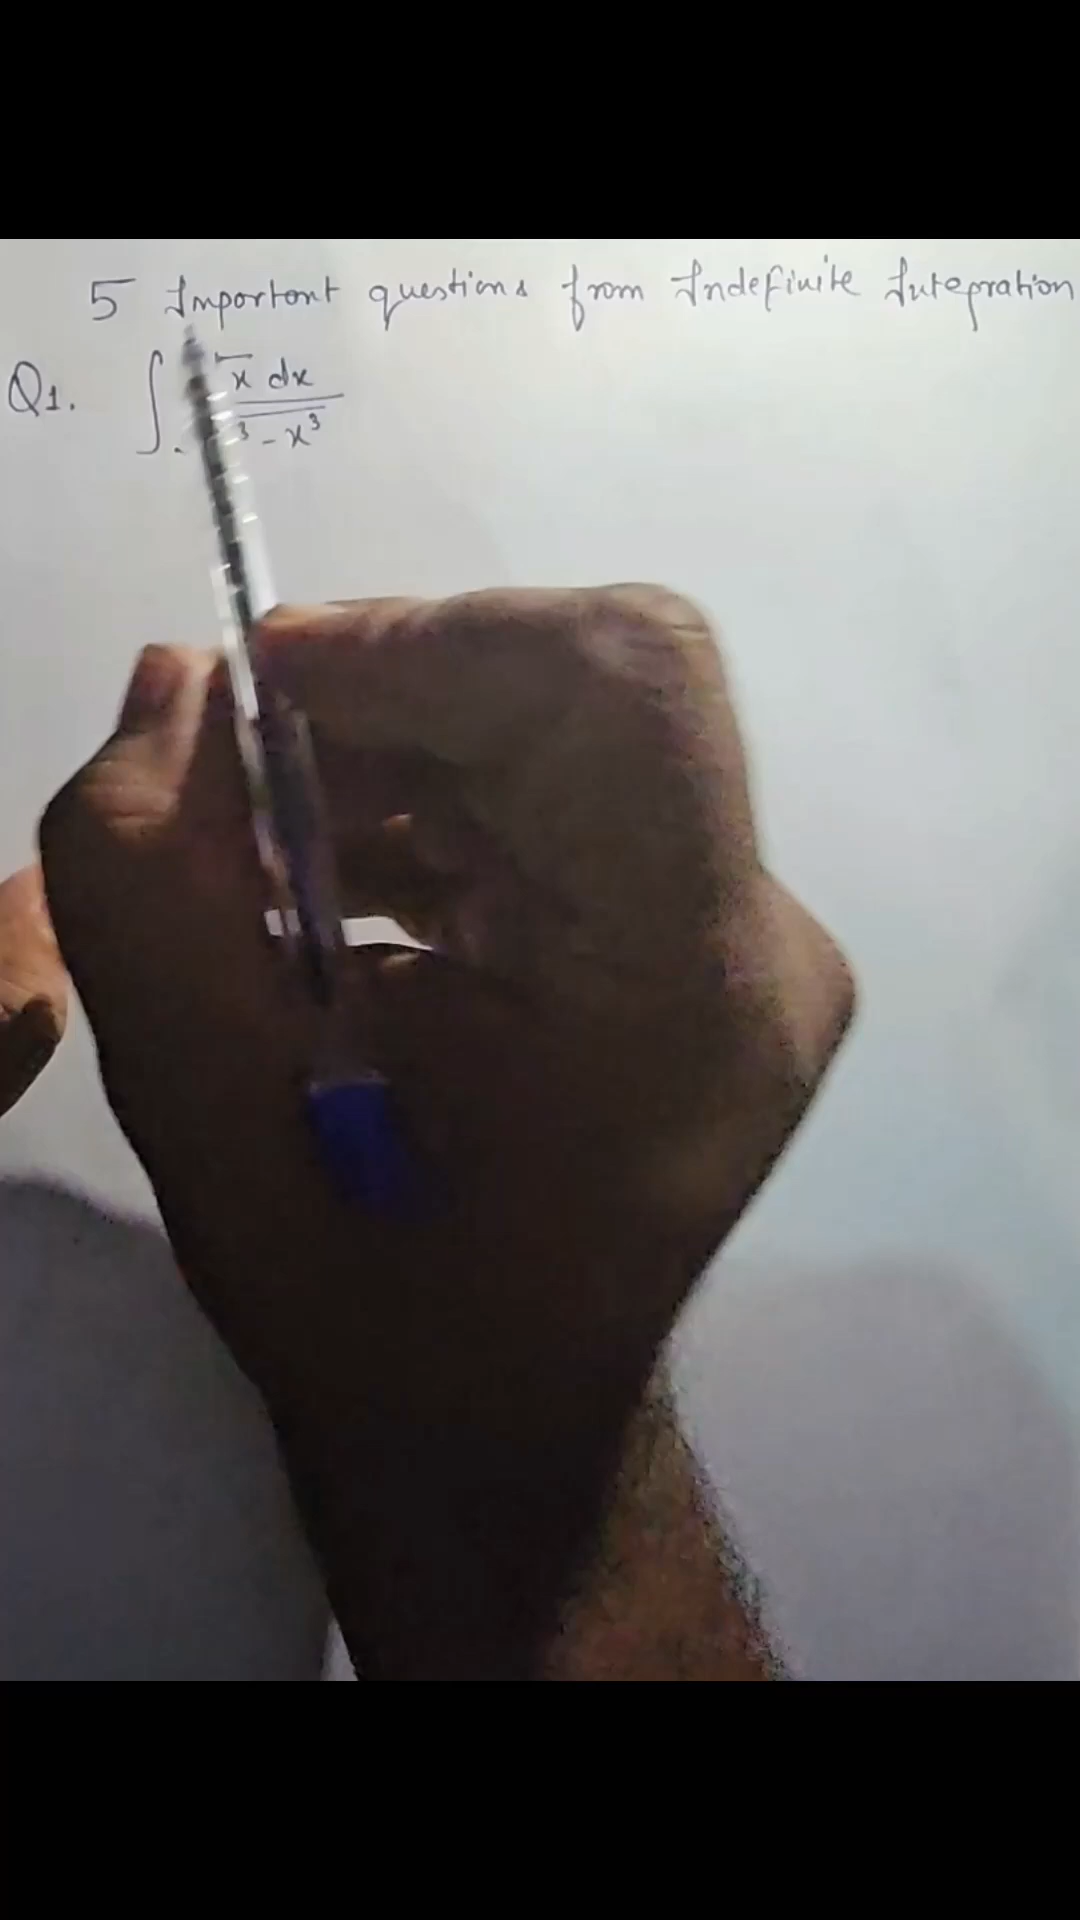 5 Important questions from Indefinite Integration
Q1. ∫ x dx
3 - x³